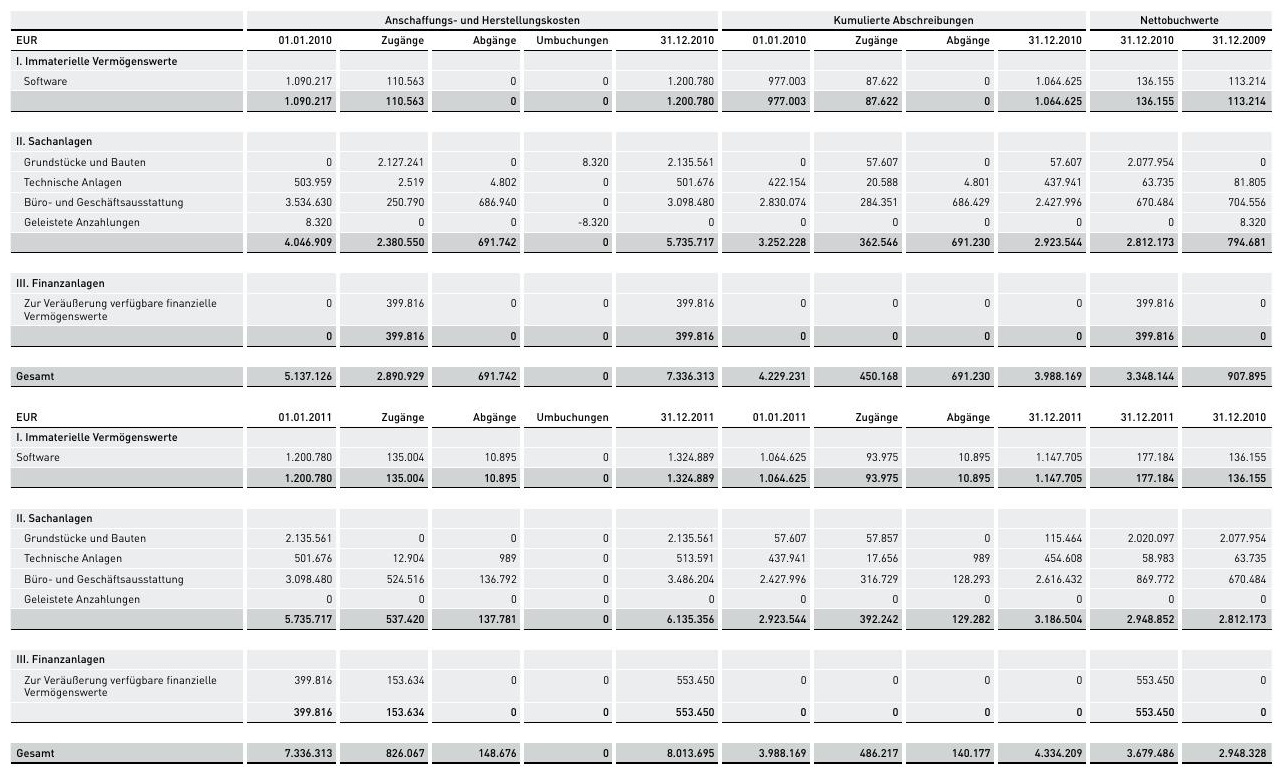 Anschaffungs- und Herstellungskosten Kumulierte Abschreibungen Nettobuchwerte
EUR 01.01.2010 Zugänge Abgänge Umbuchungen 31.12.2010 01.01.2010 Zugänge Abgänge 31.12.2010 31.12.2010 31.12.2009
I. Immaterielle Vermögenswerte
Software 1.090.217 110.563 0 0 1.200.780 977.003 87.622 0 1.064.625 136.155 113.214
1.090.217 110.563 0 0 1.200.780 977.003 87.622 0 1.064.625 136.155 113.214
II. Sachanlagen
Grundstücke und Bauten 0 2.127.241 0 8.320 2.135.561 0 57.607 0 57.607 2.077.954 0
Technische Anlagen 503.959 2.519 4.802 0 501.676 422.154 20.588 4.801 437.941 63.735 81.805
Büro- und Geschäftsausstattung 3.534.630 250.790 686.940 0 3.098.480 2.830.074 284.351 686.429 2.427.996 670.484 704.556
Geleistete Anzahlungen 8.320 0 0 -8.320 0 0 0 0 0 0 8.320
4.046.909 2.380.550 691.742 0 5.735.717 3.252.228 362.546 691.230 2.923.544 2.812.173 794.681
III. Finanzanlagen
Zur Veräußerung verfügbare finanzielle 0 399.816 0 0 399.816 0 0 0 0 399.816 0
Vermögenswerte
0 399.816 0 0 399.816 0 0 0 0 399.816 0
Gesamt 5.137.126 2.890.929 691.742 0 7.336.313 4.229.231 450.168 691.230 3.988.169 3.348.144 907.895
EUR 01.01.2011 Zugänge Abgänge Umbuchungen 31.12.2011 01.01.2011 Zugänge Abgänge 31.12.2011 31.12.2011 31.12.2010
I. Immaterielle Vermögenswerte
Software 1.200.780 135.004 10.895 0 1.324.889 1.064.625 93.975 10.895 1.147.705 177.184 136.155
1.200.780 135.004 10.895 0 1.324.889 1.064.625 93.975 10.895 1.147.705 177.184 136.155
II. Sachanlagen
Grundstücke und Bauten 2.135.561 0 0 0 2.135.561 57.607 57.857 0 115.464 2.020.097 2.077.954
Technische Anlagen 501.676 12.904 989 0 513.591 437.941 17.656 989 454.608 58.983 63.735
Büro- und Geschäftsausstattung 3.098.480 524.516 136.792 0 3.486.204 2.427.996 316.729 128.293 2.616.432 869.772 670.484
Geleistete Anzahlungen 0 0 0 0 0 0 0 0 0 0 0
5.735.717 537.420 137.781 0 6.135.356 2.923.544 392.242 129.282 3.186.504 2.948.852 2.812.173
III. Finanzanlagen
Zur Veräußerung verfügbare finanzielle 399.816 153.634 0 0 553.450 0 0 0 0 553.450 0
Vermögenswerte
399.816 153.634 0 0 553.450 0 0 0 0 553.450 0
Gesamt 7.336.313 826.067 148.676 0 8.013.695 3.988.169 486.217 140.177 4.334.209 3.679.486 2.948.328